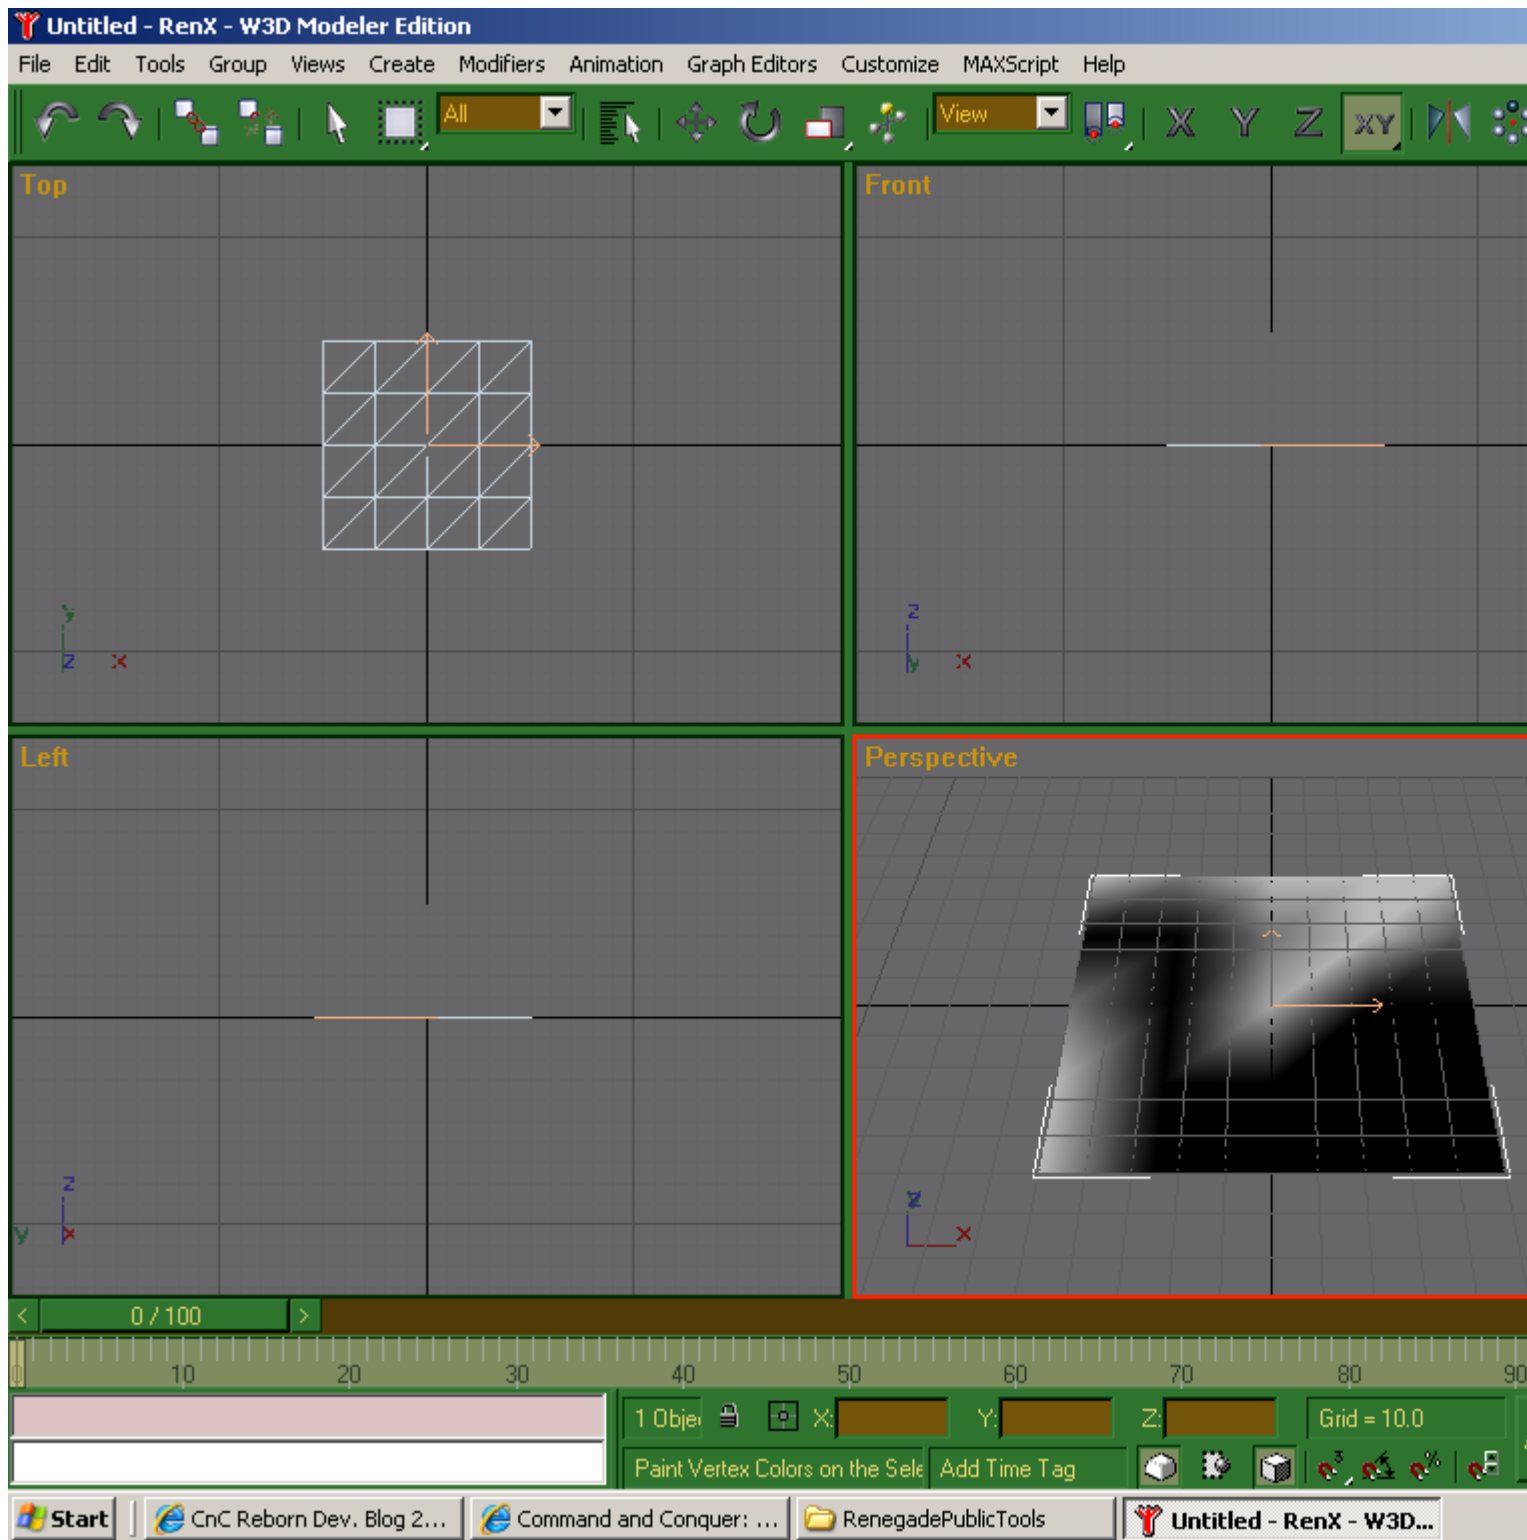 Untitled - RenX - W3D Modeler Edition
File Edit Tools Group Views Create Modifiers Animation Graph Editors Customize MAXScript Help
All View X Y Z XY
Top
Front
y
z x
z
y x
Left
Perspective
z
y x
z
x
< 0 / 100 >
0 10 20 30 40 50 60 70 80 90
1 Obje X: Y: Z: Grid = 10.0
Paint Vertex Colors on the Sele Add Time Tag 3 %
Start CnC Reborn Dev. Blog 2... Command and Conquer: ... RenegadePublicTools Untitled - RenX - W3D...